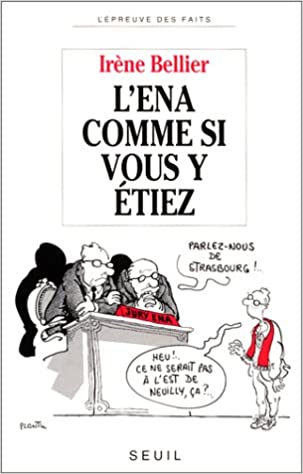 L'ÉPREUVE DES FAITS
Irène Bellier
L'ENA
COMME SI
VOUS Y
ÉTIEZ
PARLEZ-NOUS
DE
STRASBOURG!..
JURY ENA
HEU!..
CE NE SERAIT PAS
À L'EST DE
NEUILLY, ÇA?..
PLANTU
SEUIL